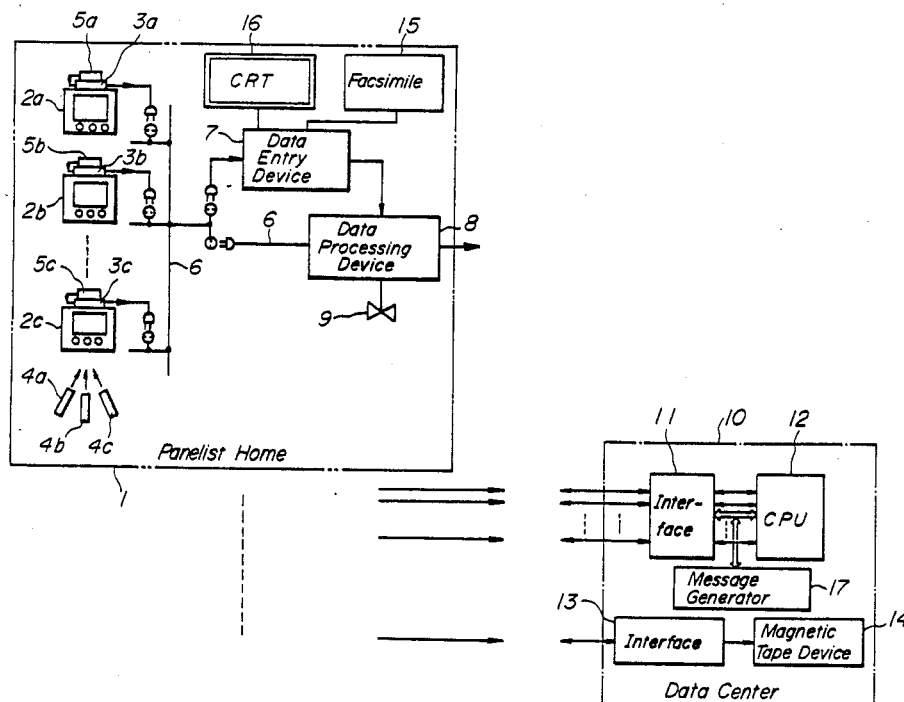 5a 3a 16 15
CRT
Facsimile
2a
7
Data
Entry
Device
5b
3b
2b
8
6
Data
Processing
Device
5c 3c 6
9
2c
4a
4b 4c
Panelist Home
1
10
11 12
Inter-
face
CPU
Message
Generator
17
13 14
Interface
Magnetic
Tape Device
Data Center